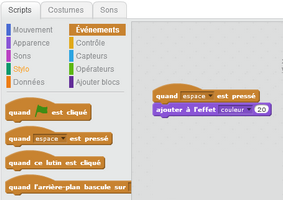 Scripts Costumes Sons
Mouvement Événements
Apparence Contrôle
Sons Capteurs
Stylo Opérateurs
Données Ajouter blocs
quand est cliqué
quand espace est pressé
quand ce lutin est cliqué
quand l'arrière-plan bascule sur
quand espace est pressé
ajouter à l'effet couleur 20